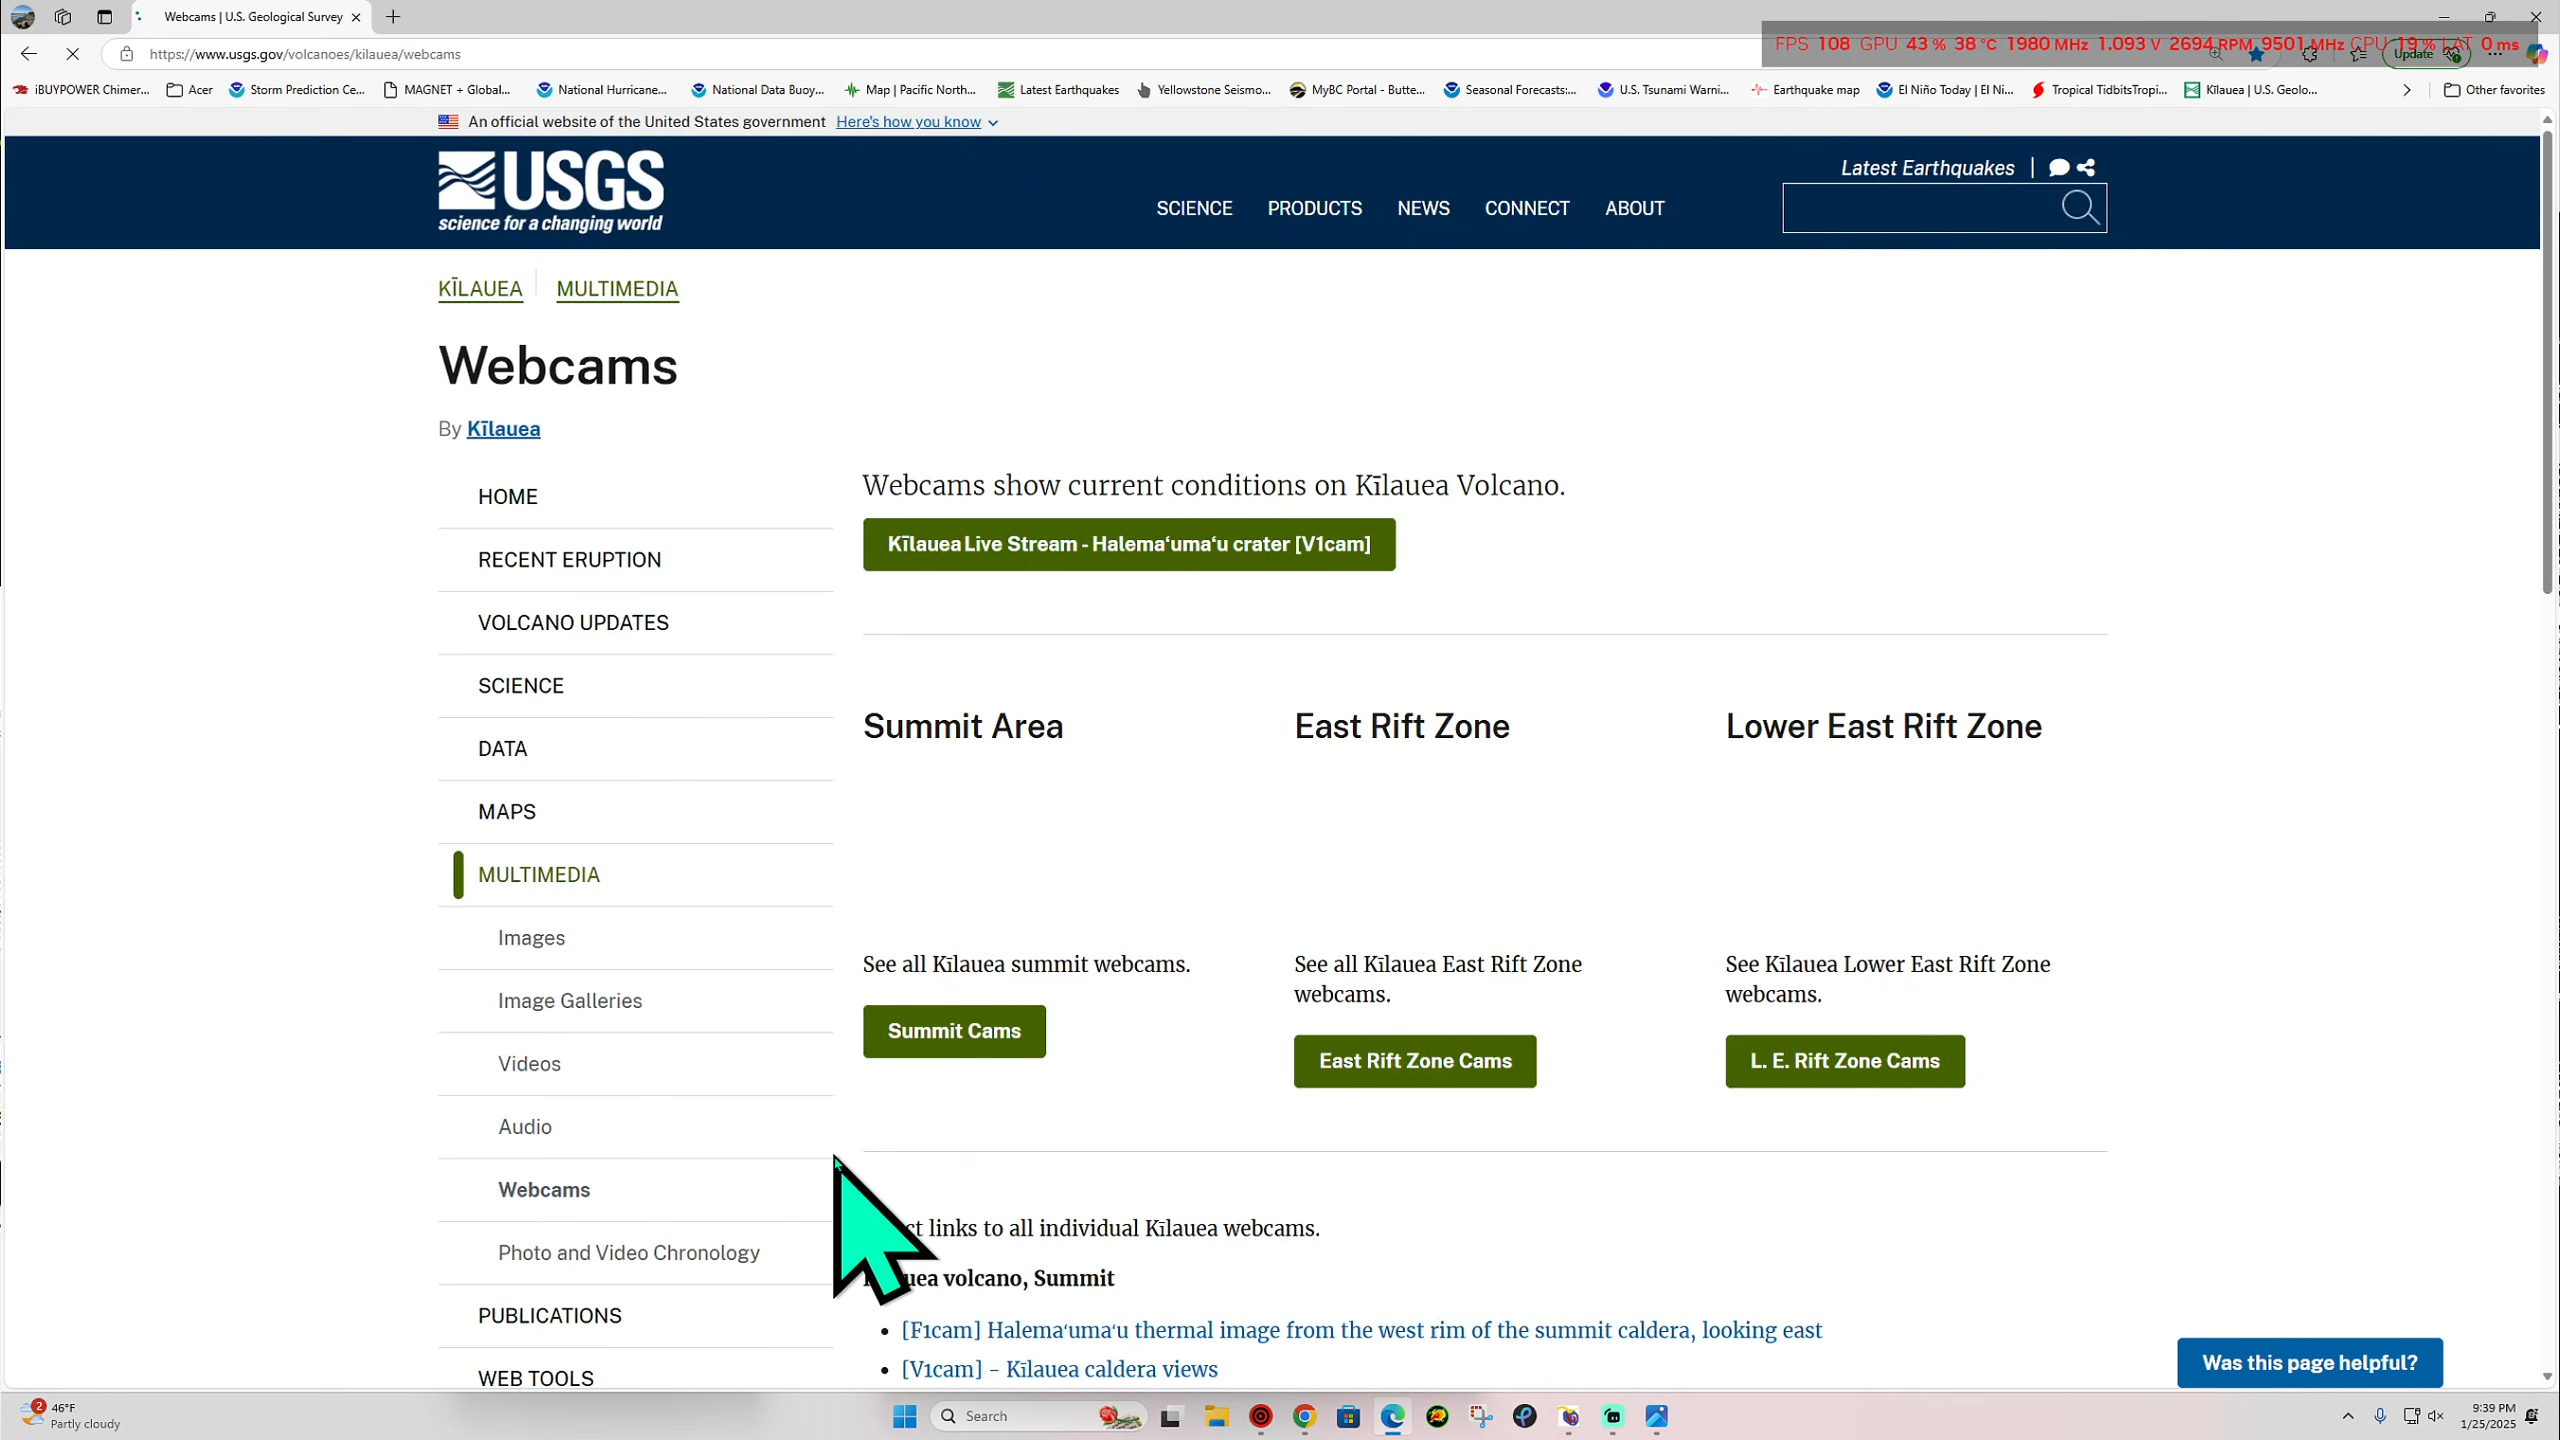 Webcams | U.S. Geological Survey
https://www.usgs.gov/volcanoes/kilauea/webcams
FPS 108 GPU 43 % 38 °C 1980 MHz 1.093 V 2694 RPM 9501 MHz CPU 19 % LAT 0 ms
Update
iBUYPOWER Chimer... Acer Storm Prediction Ce... MAGNET + Global... National Hurricane... National Data Buoy... Map | Pacific North... Latest Earthquakes Yellowstone Seismo... MyBC Portal - Butte... Seasonal Forecasts:... U.S. Tsunami Warni... Earthquake map El Niño Today | El Ni... Tropical TidbitsTropi... Kīlauea | U.S. Geolo... Other favorites
An official website of the United States government Here's how you know
USGS
science for a changing world
Latest Earthquakes
SCIENCE PRODUCTS NEWS CONNECT ABOUT
KĪLAUEA MULTIMEDIA
Webcams
By Kīlauea
HOME
RECENT ERUPTION
VOLCANO UPDATES
SCIENCE
DATA
MAPS
MULTIMEDIA
Images
Image Galleries
Videos
Audio
Webcams
Photo and Video Chronology
PUBLICATIONS
WEB TOOLS
Webcams show current conditions on Kīlauea Volcano.
Kīlauea Live Stream - Halemaʻumaʻu crater [V1cam]
Summit Area
See all Kīlauea summit webcams.
Summit Cams
East Rift Zone
See all Kīlauea East Rift Zone
webcams.
East Rift Zone Cams
Lower East Rift Zone
See Kīlauea Lower East Rift Zone
webcams.
L. E. Rift Zone Cams
links to all individual Kīlauea webcams.
volcano, Summit
• [F1cam] Halemaʻumaʻu thermal image from the west rim of the summit caldera, looking east
• [V1cam] - Kīlauea caldera views
Was this page helpful?
2
46°F
Partly cloudy
Search
9:39 PM
1/25/2025